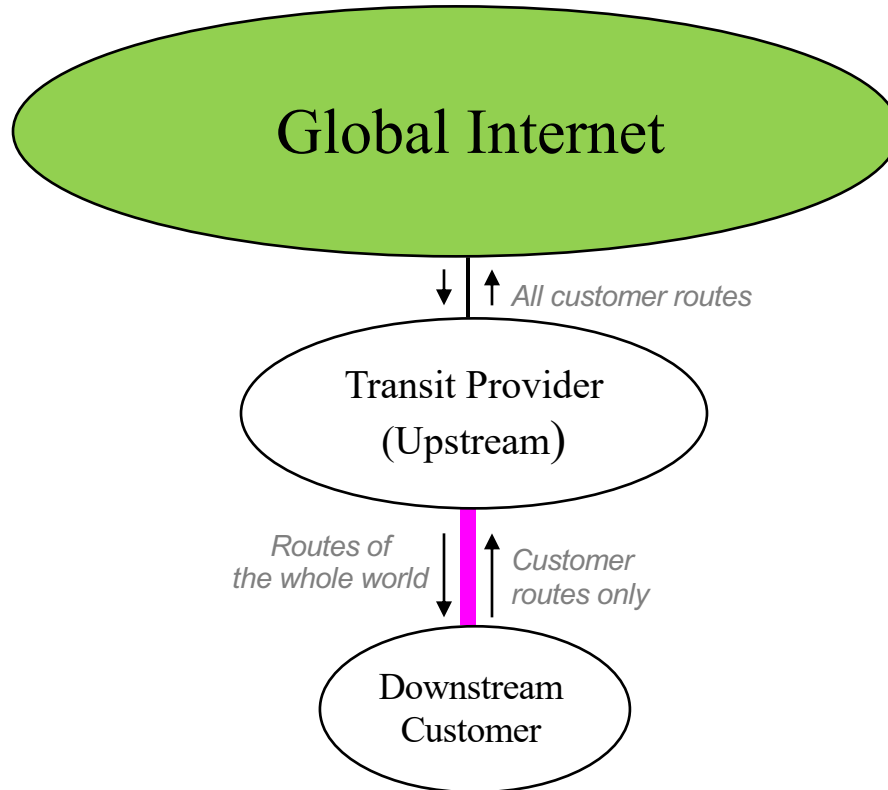 Global Internet
All customer routes
Transit Provider
(Upstream)
Routes of
the whole world
Customer
routes only
Downstream
Customer